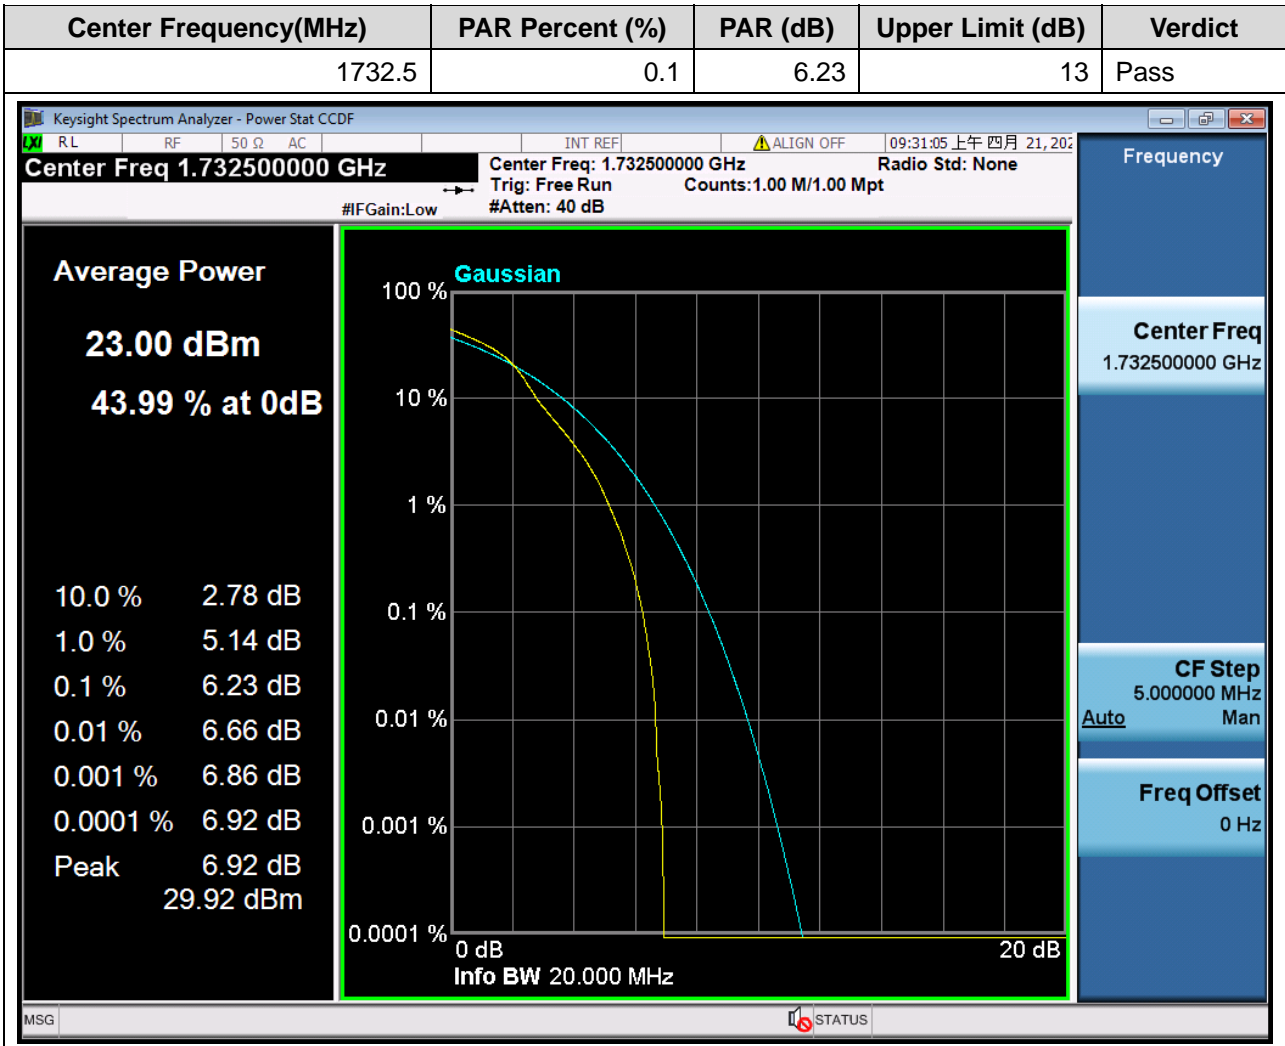 Center Frequency(MHz) PAR Percent (%) PAR (dB) Upper Limit (dB) Verdict
1732.5 0.1 6.23 13 Pass
Keysight Spectrum Analyzer - Power Stat CCDF
LXI RL RF 50 Ω AC INT REF ALIGN OFF 09:31:05 上午 四月 21, 202
Center Freq 1.732500000 GHz
Center Freq: 1.732500000 GHz Radio Std: None
Trig: Free Run Counts:1.00 M/1.00 Mpt
#IFGain:Low #Atten: 40 dB
Average Power
23.00 dBm
43.99 % at 0dB
10.0 % 2.78 dB
1.0 % 5.14 dB
0.1 % 6.23 dB
0.01 % 6.66 dB
0.001 % 6.86 dB
0.0001 % 6.92 dB
Peak 6.92 dB
29.92 dBm
Gaussian
100 %
10 %
1 %
0.1 %
0.01 %
0.001 %
0.0001 %
0 dB 20 dB
Info BW 20.000 MHz
Frequency
Center Freq
1.732500000 GHz
CF Step
5.000000 MHz
Auto Man
Freq Offset
0 Hz
MSG STATUS